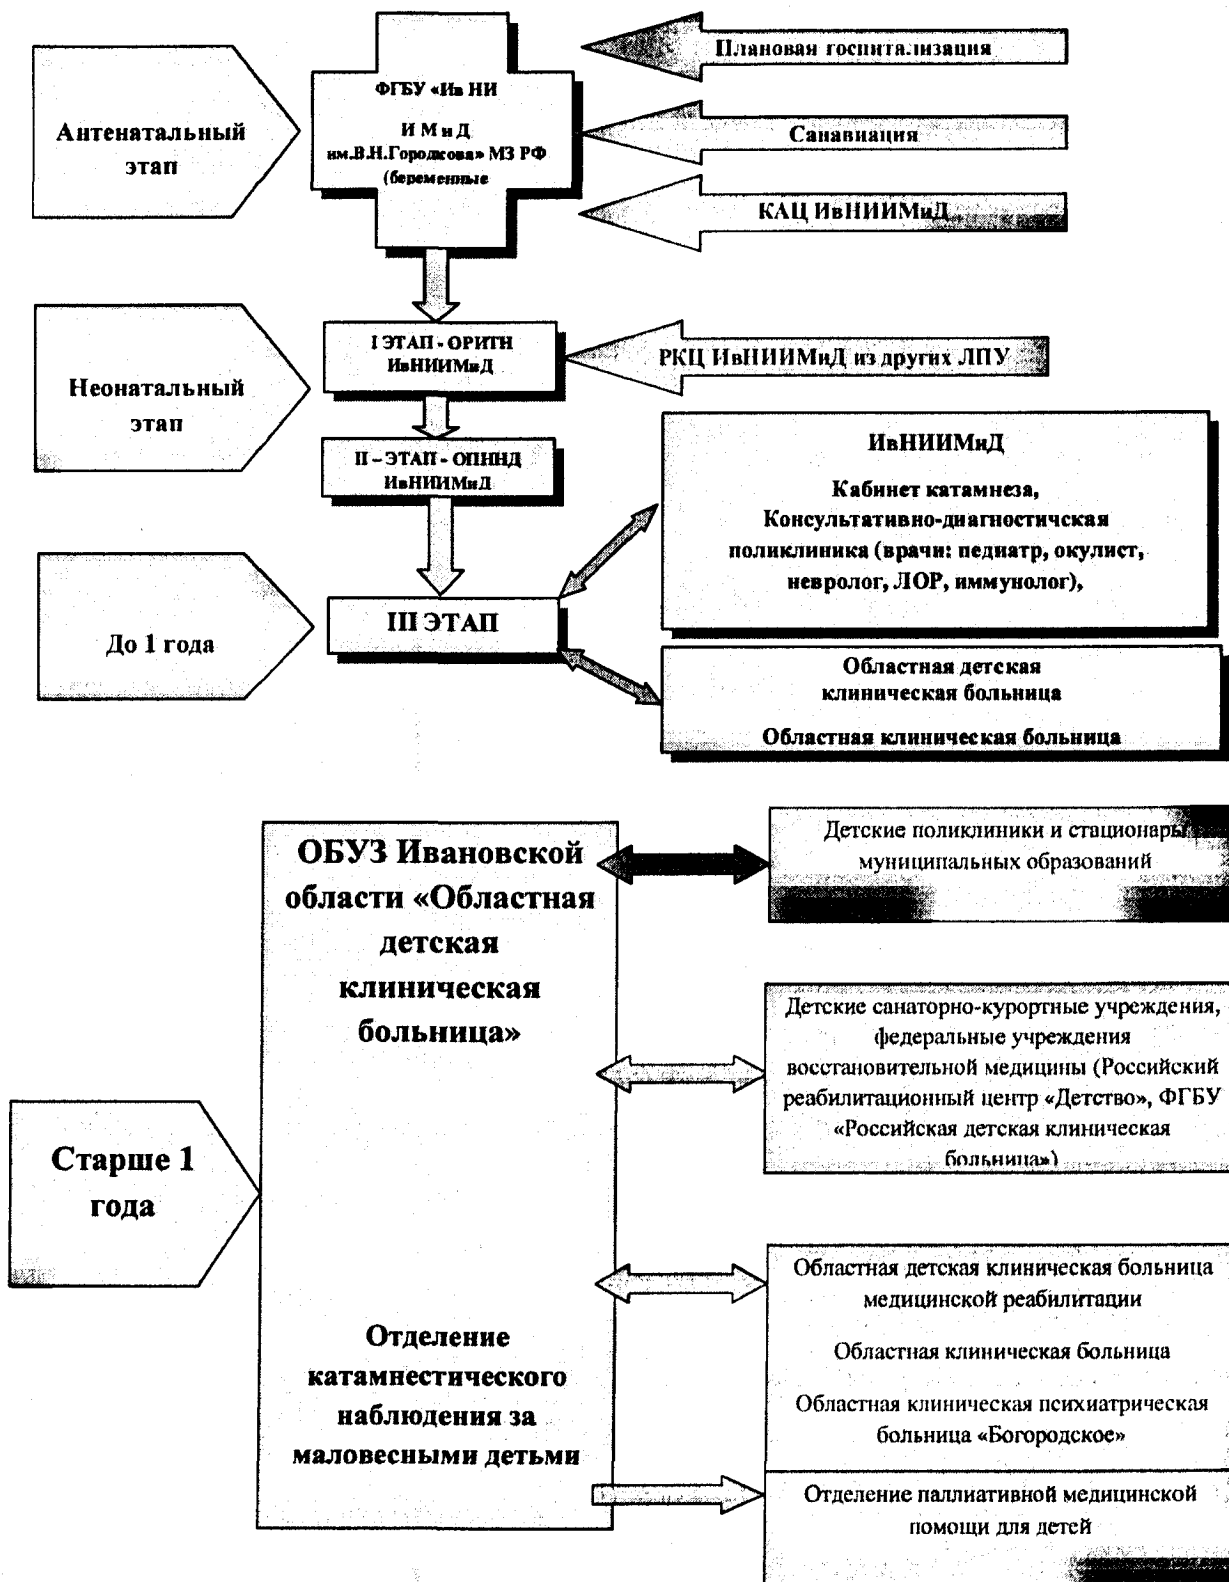 Плановая госпитализация
ФГБУ «Ив НИ
И М и Д
им.В.Н.Городкова» МЗ РФ
(беременные
Антенатальный
этап
Санавиация
КАЦ ИвНИИМиД
I ЭТАП - ОРИТН
ИвНИИМиД
РКЦ ИвНИИМиД из других ЛПУ
Неонатальный
этап
II – ЭТАП - ОПННД
ИвНИИМиД
ИвНИИМиД
Кабинет катамнеза,
Консультативно-диагностичская
поликлиника (врачи: педиатр, окулист,
невролог, ЛОР, иммунолог),
До 1 года
III ЭТАП
Областная детская
клиническая больница
Областная клиническая больница
ОБУЗ Ивановской
области «Областная
детская
клиническая
больница»
Детские поликлиники и стационары
муниципальных образований
Детские санаторно-курортные учреждения,
федеральные учреждения
восстановительной медицины (Российский
реабилитационный центр «Детство», ФГБУ
«Российская детская клиническая
больница»)
Старше 1
года
Областная детская клиническая больница
медицинской реабилитации
Областная клиническая больница
Областная клиническая психиатрическая
больница «Богородское»
Отделение
катамнестического
наблюдения за
маловесными детьми
Отделение паллиативной медицинской
помощи для детей